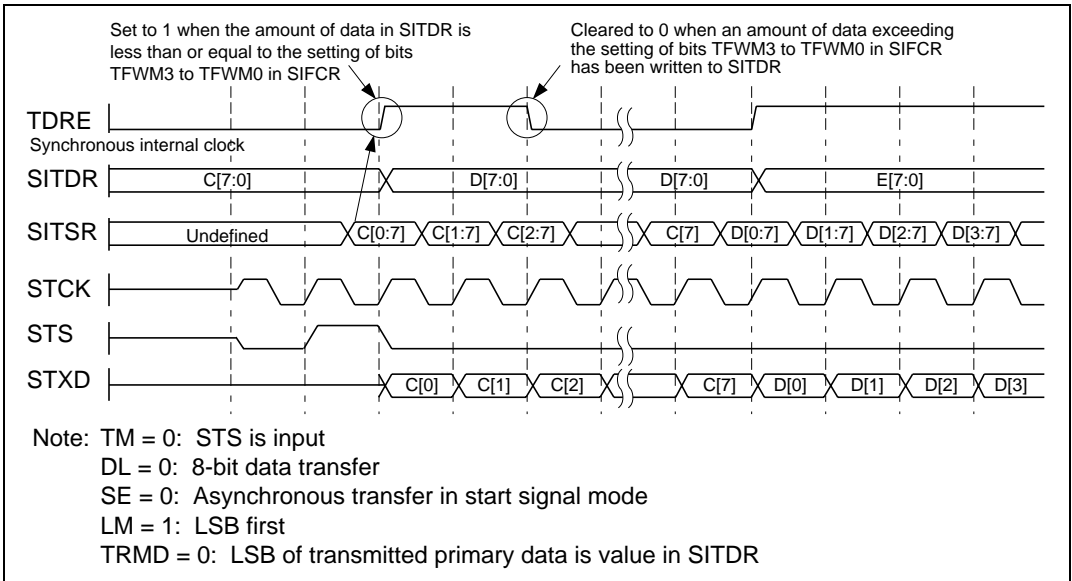 Set to 1 when the amount of data in SITDR is
less than or equal to the setting of bits
TFWM3 to TFWM0 in SIFCR
Cleared to 0 when an amount of data exceeding
the setting of bits TFWM3 to TFWM0 in SIFCR
has been written to SITDR
TDRE
Synchronous internal clock
SITDR C[7:0] D[7:0] D[7:0] E[7:0]
SITSR Undefined C[0:7] C[1:7] C[2:7] C[7] D[0:7] D[1:7] D[2:7] D[3:7]
STCK
STS
STXD C[0] C[1] C[2] C[7] D[0] D[1] D[2] D[3]
Note: TM = 0: STS is input
DL = 0: 8-bit data transfer
SE = 0: Asynchronous transfer in start signal mode
LM = 1: LSB first
TRMD = 0: LSB of transmitted primary data is value in SITDR